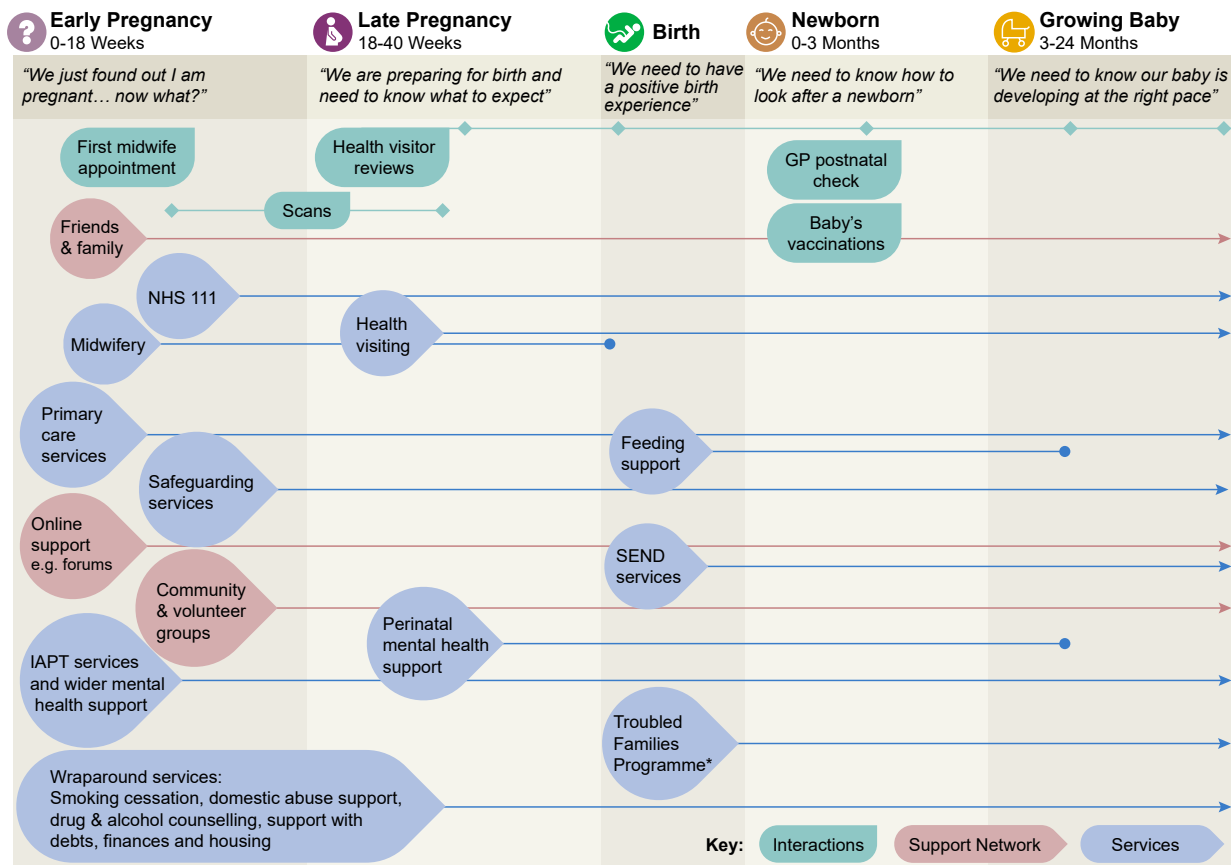 Early Pregnancy
0-18 Weeks
Late Pregnancy
18-40 Weeks
Birth
Newborn
0-3 Months
Growing Baby
3-24 Months
“We just found out I am
pregnant… now what?”
“We are preparing for birth and
need to know what to expect”
“We need to have
a positive birth
experience”
“We need to know how to
look after a newborn”
“We need to know our baby is
developing at the right pace”
First midwife
appointment
Health visitor
reviews
GP postnatal
check
Scans
Baby’s
vaccinations
Friends
& family
NHS 111
Midwifery
Health
visiting
Primary
care
services
Feeding
support
Safeguarding
services
Online
support
e.g. forums
SEND
services
Community
& volunteer
groups
Perinatal
mental health
support
IAPT services
and wider mental
health support
Troubled
Families
Programme*
Wraparound services:
Smoking cessation, domestic abuse support,
drug & alcohol counselling, support with
debts, finances and housing
Key:
Interactions
Support Network
Services